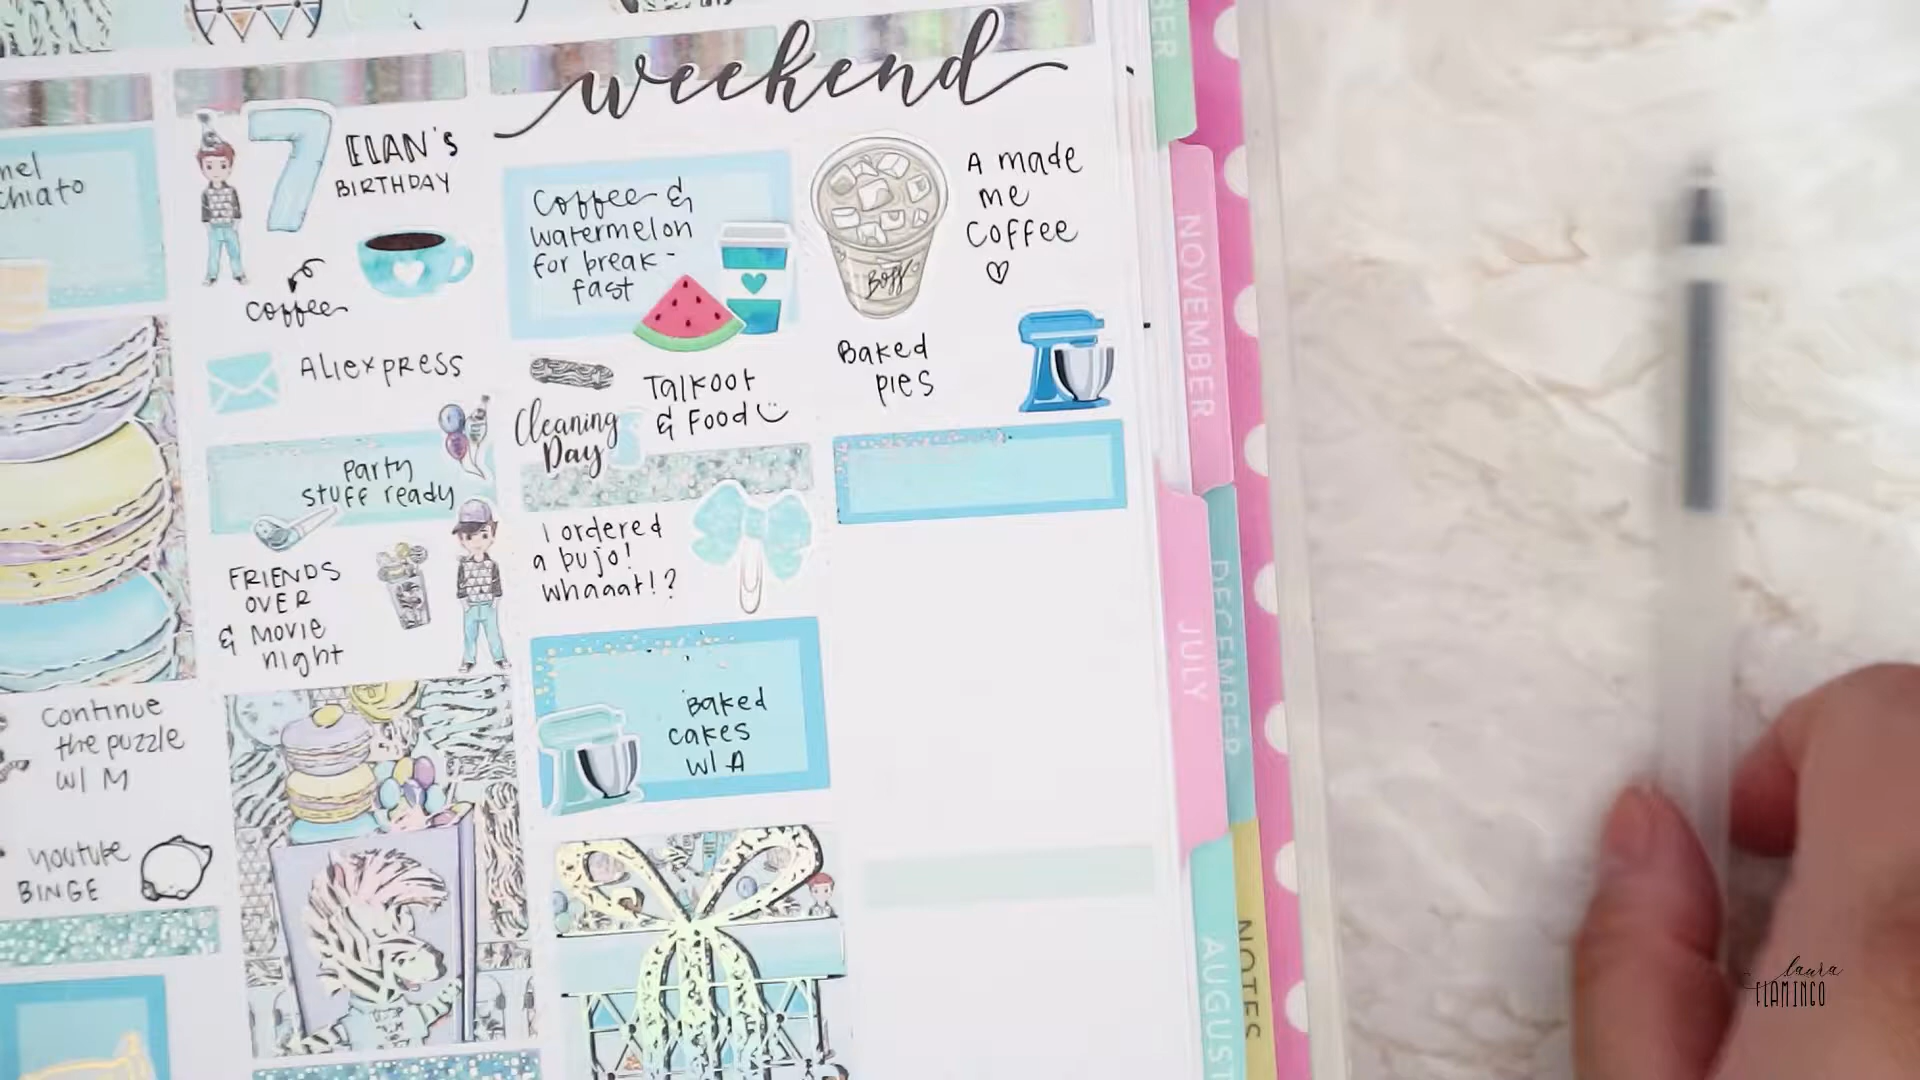 weekend
chiato
7
ELAN's
BIRTHDAY
coffee
Aliexpress
Party
stuff ready
FRIENDS
OVER
& MOVIE
night
Continue
the puzzle
w/ M
Youtube
BINGE
Coffee &
watermelon
for break-
fast
Cleaning
Day
Talkoot
& Food
I ordered
a bujo!
whaaat!?
Baked
cakes
w/ A
A made
me
Coffee
Baked
pies
NOVEMBER
DECEMBER
JULY
AUGUST
NOTES
laura
FLAMINGO